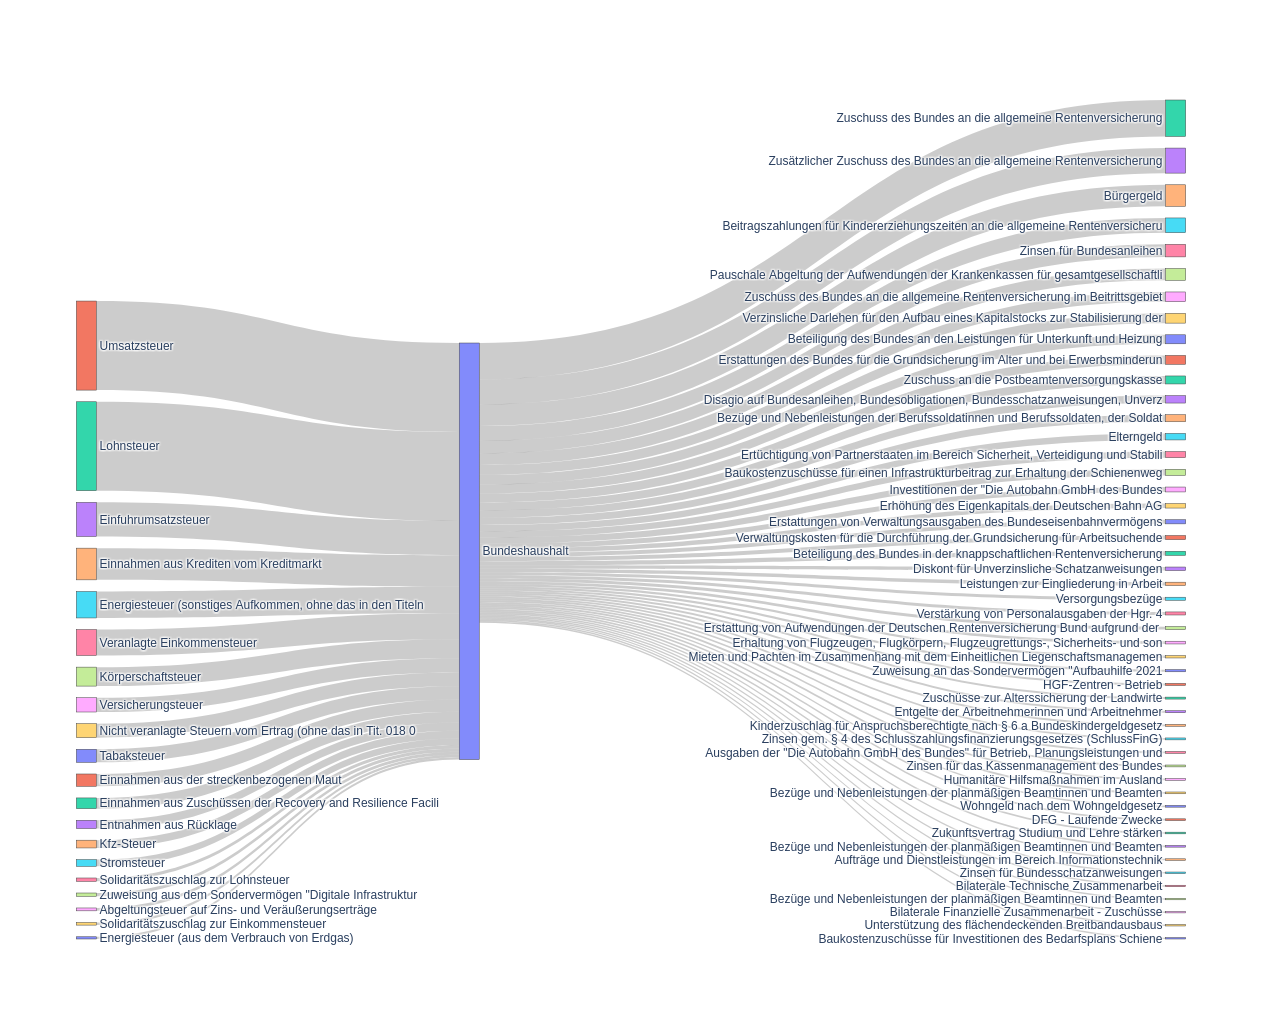 Umsatzsteuer
Lohnsteuer
Einfuhrumsatzsteuer
Einnahmen aus Krediten vom Kreditmarkt
Energiesteuer (sonstiges Aufkommen, ohne das in den Titeln
Veranlagte Einkommensteuer
Körperschaftsteuer
Versicherungsteuer
Nicht veranlagte Steuern vom Ertrag (ohne das in Tit. 018 0
Tabaksteuer
Einnahmen aus der streckenbezogenen Maut
Einnahmen aus Zuschüssen der Recovery and Resilience Facili
Entnahmen aus Rücklage
Kfz-Steuer
Stromsteuer
Solidaritätszuschlag zur Lohnsteuer
Zuweisung aus dem Sondervermögen "Digitale Infrastruktur
Abgeltungsteuer auf Zins- und Veräußerungserträge
Solidaritätszuschlag zur Einkommensteuer
Energiesteuer (aus dem Verbrauch von Erdgas)
Bundeshaushalt
Zuschuss des Bundes an die allgemeine Rentenversicherung
Zusätzlicher Zuschuss des Bundes an die allgemeine Rentenversicherung
Bürgergeld
Beitragszahlungen für Kindererziehungszeiten an die allgemeine Rentenversicheru
Zinsen für Bundesanleihen
Pauschale Abgeltung der Aufwendungen der Krankenkassen für gesamtgesellschaftli
Zuschuss des Bundes an die allgemeine Rentenversicherung im Beitrittsgebiet
Verzinsliche Darlehen für den Aufbau eines Kapitalstocks zur Stabilisierung der
Beteiligung des Bundes an den Leistungen für Unterkunft und Heizung
Erstattungen des Bundes für die Grundsicherung im Alter und bei Erwerbsminderun
Zuschuss an die Postbeamtenversorgungskasse
Disagio auf Bundesanleihen, Bundesobligationen, Bundesschatzanweisungen, Unverz
Bezüge und Nebenleistungen der Berufssoldatinnen und Berufssoldaten, der Soldat
Elterngeld
Ertüchtigung von Partnerstaaten im Bereich Sicherheit, Verteidigung und Stabili
Baukostenzuschüsse für einen Infrastrukturbeitrag zur Erhaltung der Schienenweg
Investitionen der "Die Autobahn GmbH des Bundes
Erhöhung des Eigenkapitals der Deutschen Bahn AG
Erstattungen von Verwaltungsausgaben des Bundeseisenbahnvermögens
Verwaltungskosten für die Durchführung der Grundsicherung für Arbeitsuchende
Beteiligung des Bundes in der knappschaftlichen Rentenversicherung
Diskont für Unverzinsliche Schatzanweisungen
Leistungen zur Eingliederung in Arbeit
Versorgungsbezüge
Verstärkung von Personalausgaben der Hgr. 4
Erstattung von Aufwendungen der Deutschen Rentenversicherung Bund aufgrund der
Erhaltung von Flugzeugen, Flugkörpern, Flugzeugrettungs-, Sicherheits- und son
Mieten und Pachten im Zusammenhang mit dem Einheitlichen Liegenschaftsmanagemen
Zuweisung an das Sondervermögen "Aufbauhilfe 2021
HGF-Zentren - Betrieb
Zuschüsse zur Alterssicherung der Landwirte
Entgelte der Arbeitnehmerinnen und Arbeitnehmer
Kinderzuschlag für Anspruchsberechtigte nach § 6 a Bundeskindergeldgesetz
Zinsen gem. § 4 des Schlusszahlungsfinanzierungsgesetzes (SchlussFinG)
Ausgaben der "Die Autobahn GmbH des Bundes" für Betrieb, Planungsleistungen und
Zinsen für das Kassenmanagement des Bundes
Humanitäre Hilfsmaßnahmen im Ausland
Bezüge und Nebenleistungen der planmäßigen Beamtinnen und Beamten
Wohngeld nach dem Wohngeldgesetz
DFG - Laufende Zwecke
Zukunftsvertrag Studium und Lehre stärken
Bezüge und Nebenleistungen der planmäßigen Beamtinnen und Beamten
Aufträge und Dienstleistungen im Bereich Informationstechnik
Zinsen für Bundesschatzanweisungen
Bilaterale Technische Zusammenarbeit
Bezüge und Nebenleistungen der planmäßigen Beamtinnen und Beamten
Bilaterale Finanzielle Zusammenarbeit - Zuschüsse
Unterstützung des flächendeckenden Breitbandausbaus
Baukostenzuschüsse für Investitionen des Bedarfsplans Schiene